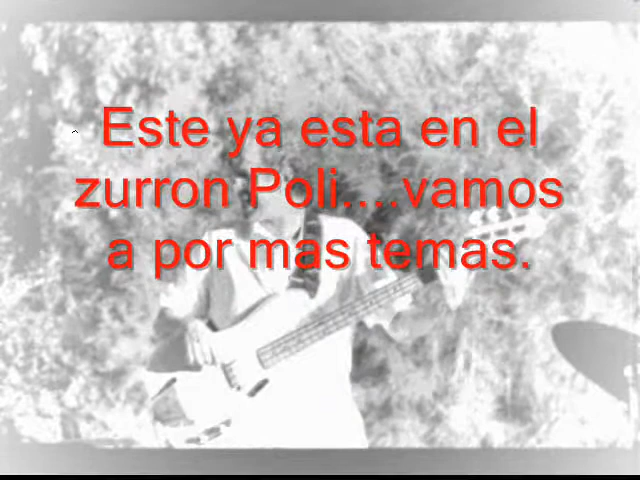 Este ya esta en el
zurron Poli....vamos
a por mas temas.